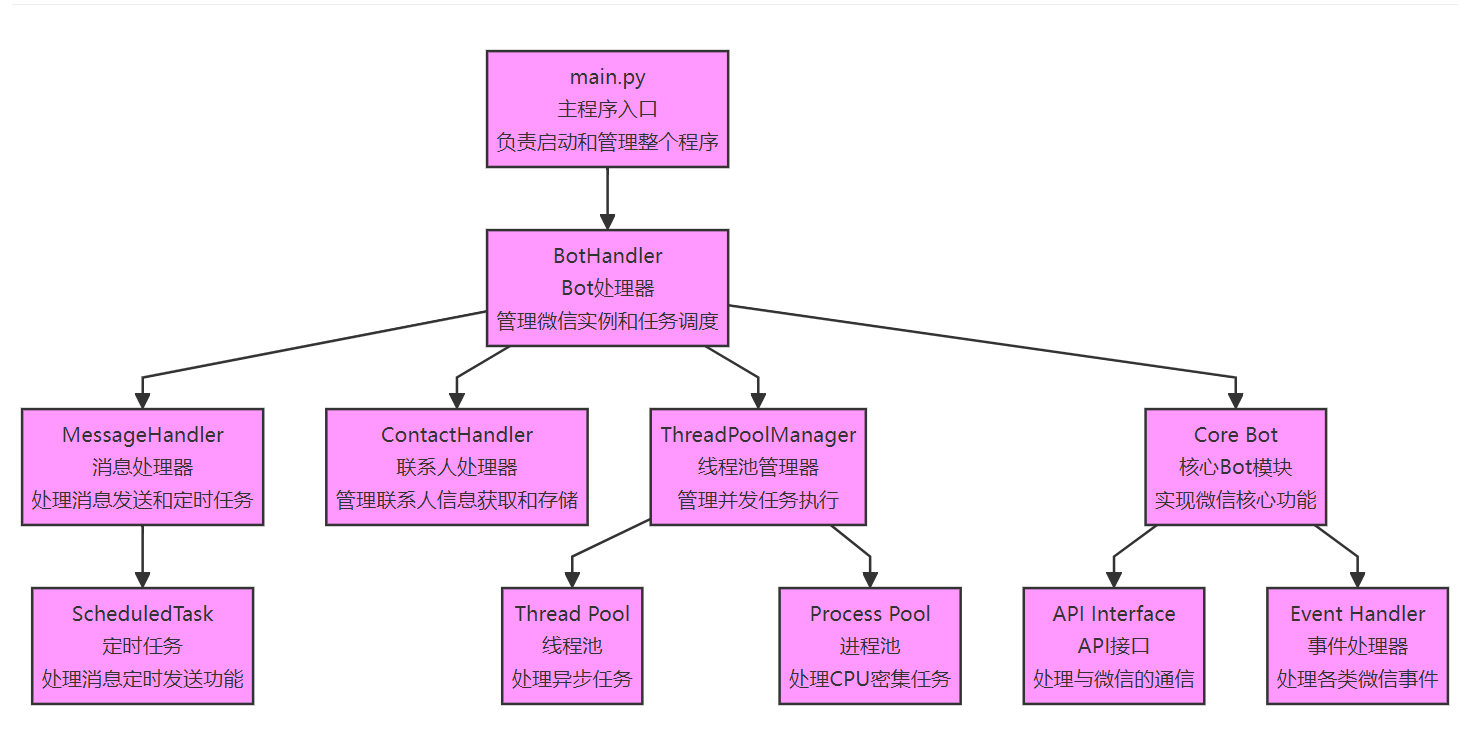 main.py
主程序入口
负责启动和管理整个程序
BotHandler
Bot处理器
管理微信实例和任务调度
MessageHandler
消息处理器
处理消息发送和定时任务
ContactHandler
联系人处理器
管理联系人信息获取和存储
ThreadPoolManager
线程池管理器
管理并发任务执行
Core Bot
核心Bot模块
实现微信核心功能
ScheduledTask
定时任务
处理消息定时发送功能
Thread Pool
线程池
处理异步任务
Process Pool
进程池
处理CPU密集任务
API Interface
API接口
处理与微信的通信
Event Handler
事件处理器
处理各类微信事件